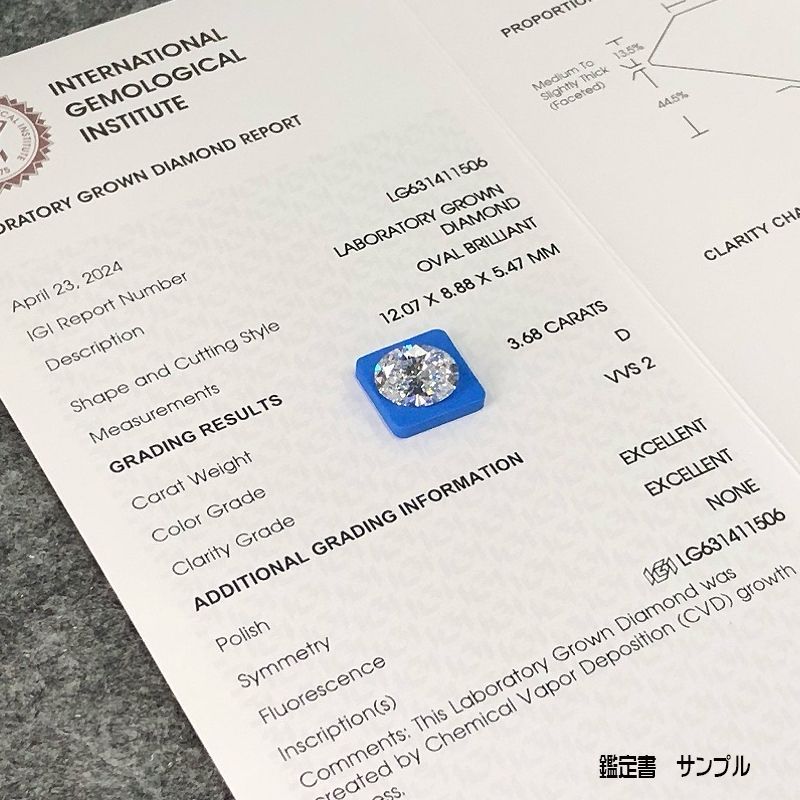 INTERNATIONAL
GEMOLOGICAL
INSTITUTE
ORATORY GROWN DIAMOND REPORT
April 23, 2024
IGI Report Number LG631411506
Description LABORATORY GROWN
DIAMOND
Shape and Cutting Style OVAL BRILLIANT
Measurements 12.07 X 8.88 X 5.47 MM
GRADING RESULTS
Carat Weight 3.68 CARATS
Color Grade D
Clarity Grade VVS 2
ADDITIONAL GRADING INFORMATION
Polish EXCELLENT
Symmetry EXCELLENT
Fluorescence NONE
Inscription(s) IGI LG631411506
Comments: This Laboratory Grown Diamond was
created by Chemical Vapor Deposition (CVD) growth
PROPORTION
13.5%
Medium To
Slightly Thick
(Faceted)
44.5%
CLARITY CHA
鑑定書 サンプル